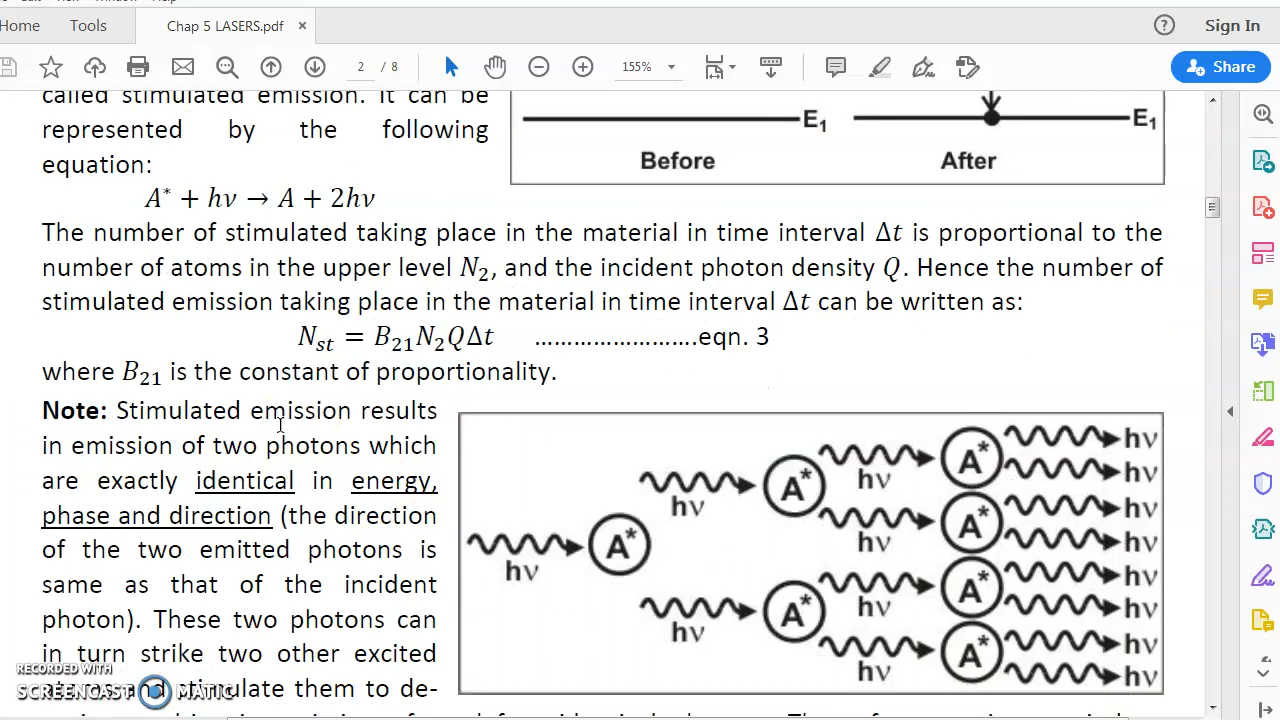 Home Tools Chap 5 LASERS.pdf × Sign In
2 / 8 155% Share
called stimulated emission. It can be
represented by the following
equation:
A* + hν → A + 2hν
E₁ E₁
Before After
The number of stimulated taking place in the material in time interval Δt is proportional to the
number of atoms in the upper level N₂, and the incident photon density Q. Hence the number of
stimulated emission taking place in the material in time interval Δt can be written as:
Nst = B₂₁N₂QΔt ……………………….eqn. 3
where B₂₁ is the constant of proportionality.
Note: Stimulated emission results
in emission of two photons which
are exactly identical in energy,
phase and direction (the direction
of the two emitted photons is
same as that of the incident
photon). These two photons can
in turn strike two other excited
and stimulate them to de-
hν A*
hν A*
hν A*
hν A*
hν A*
hν A*
hν A*
hν
hν
hν
hν
hν
hν
hν
hν
RECORDED WITH
SCREENCAST MATIC